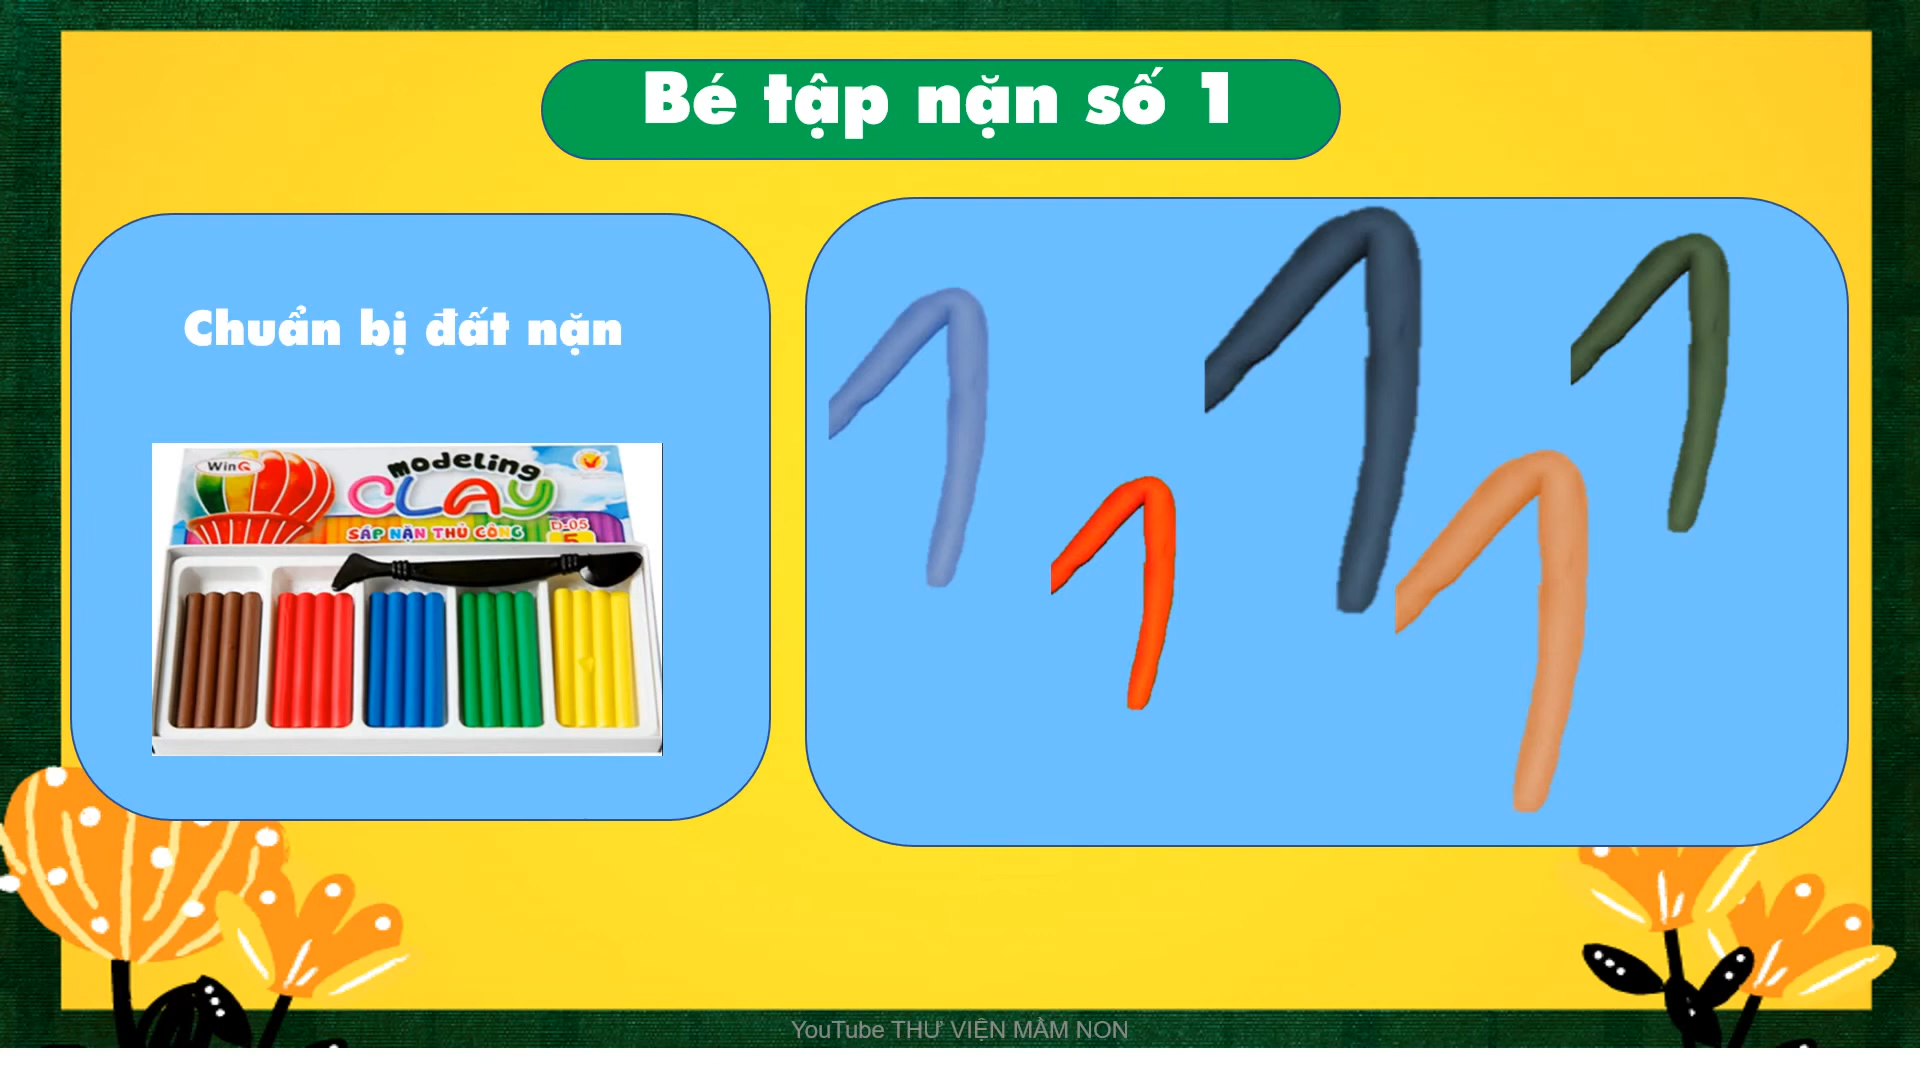 Bé tập nặn số 1
Chuẩn bị đất nặn
WinQ
modeling
CLAY
SÁP NẶN THỦ CÔNG
D-05
5
YouTube THƯ VIỆN MẦM NON